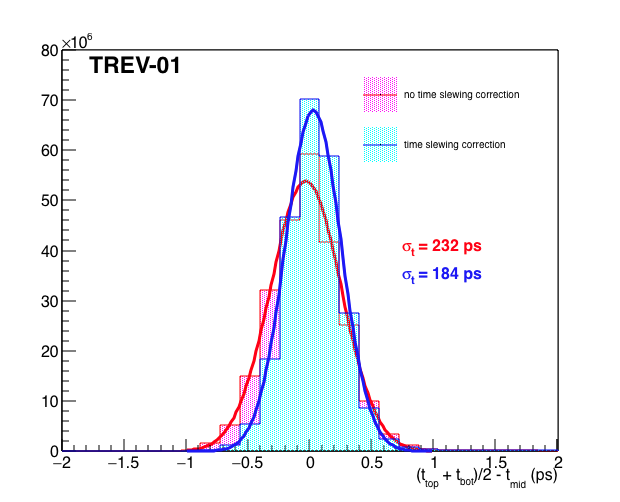 ×10⁶
80
TREV-01
70
no time slewing correction
time slewing correction
60
50
σt = 232 ps
40
σt = 184 ps
30
20
10
0
−2 −1.5 −1 −0.5 0 0.5 1 1.5 2
(ttop + tbot)/2 - tmid (ps)